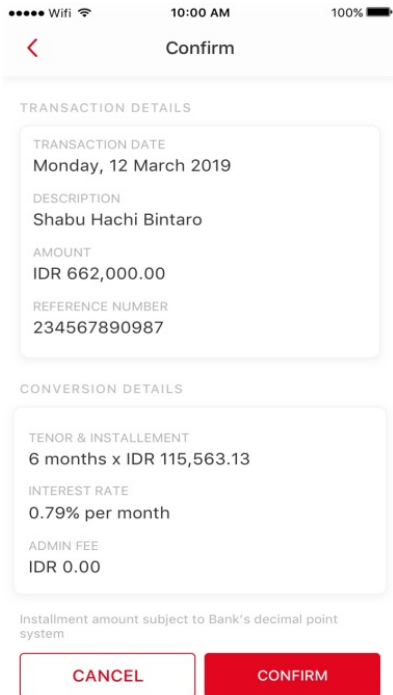 Wifi 10:00 AM 100%
Confirm
TRANSACTION DETAILS
TRANSACTION DATE
Monday, 12 March 2019
DESCRIPTION
Shabu Hachi Bintaro
AMOUNT
IDR 662,000.00
REFERENCE NUMBER
234567890987
CONVERSION DETAILS
TENOR & INSTALLEMENT
6 months x IDR 115,563.13
INTEREST RATE
0.79% per month
ADMIN FEE
IDR 0.00
Installment amount subject to Bank's decimal point
system
CANCEL CONFIRM